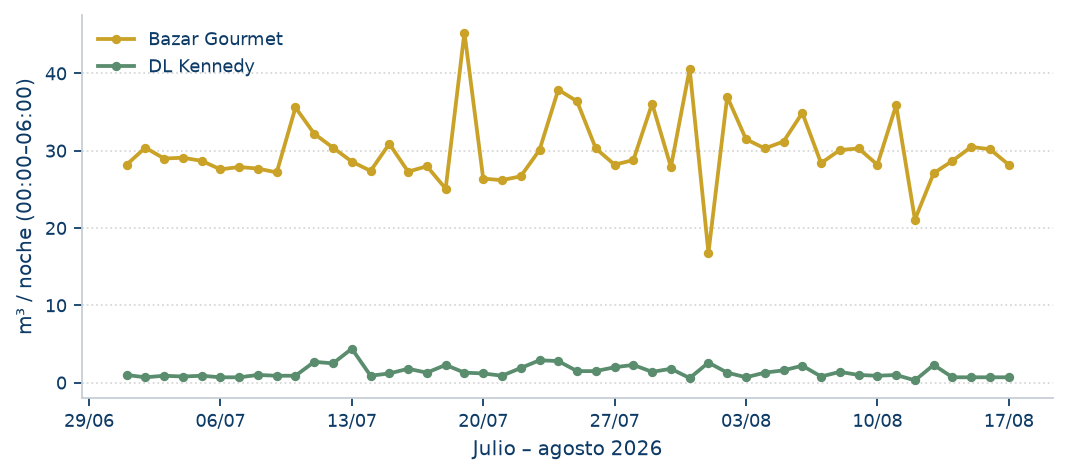 Bazar Gourmet
DL Kennedy
m³ / noche (00:00–06:00)
40
30
20
10
0
29/06 06/07 13/07 20/07 27/07 03/08 10/08 17/08
Julio – agosto 2026